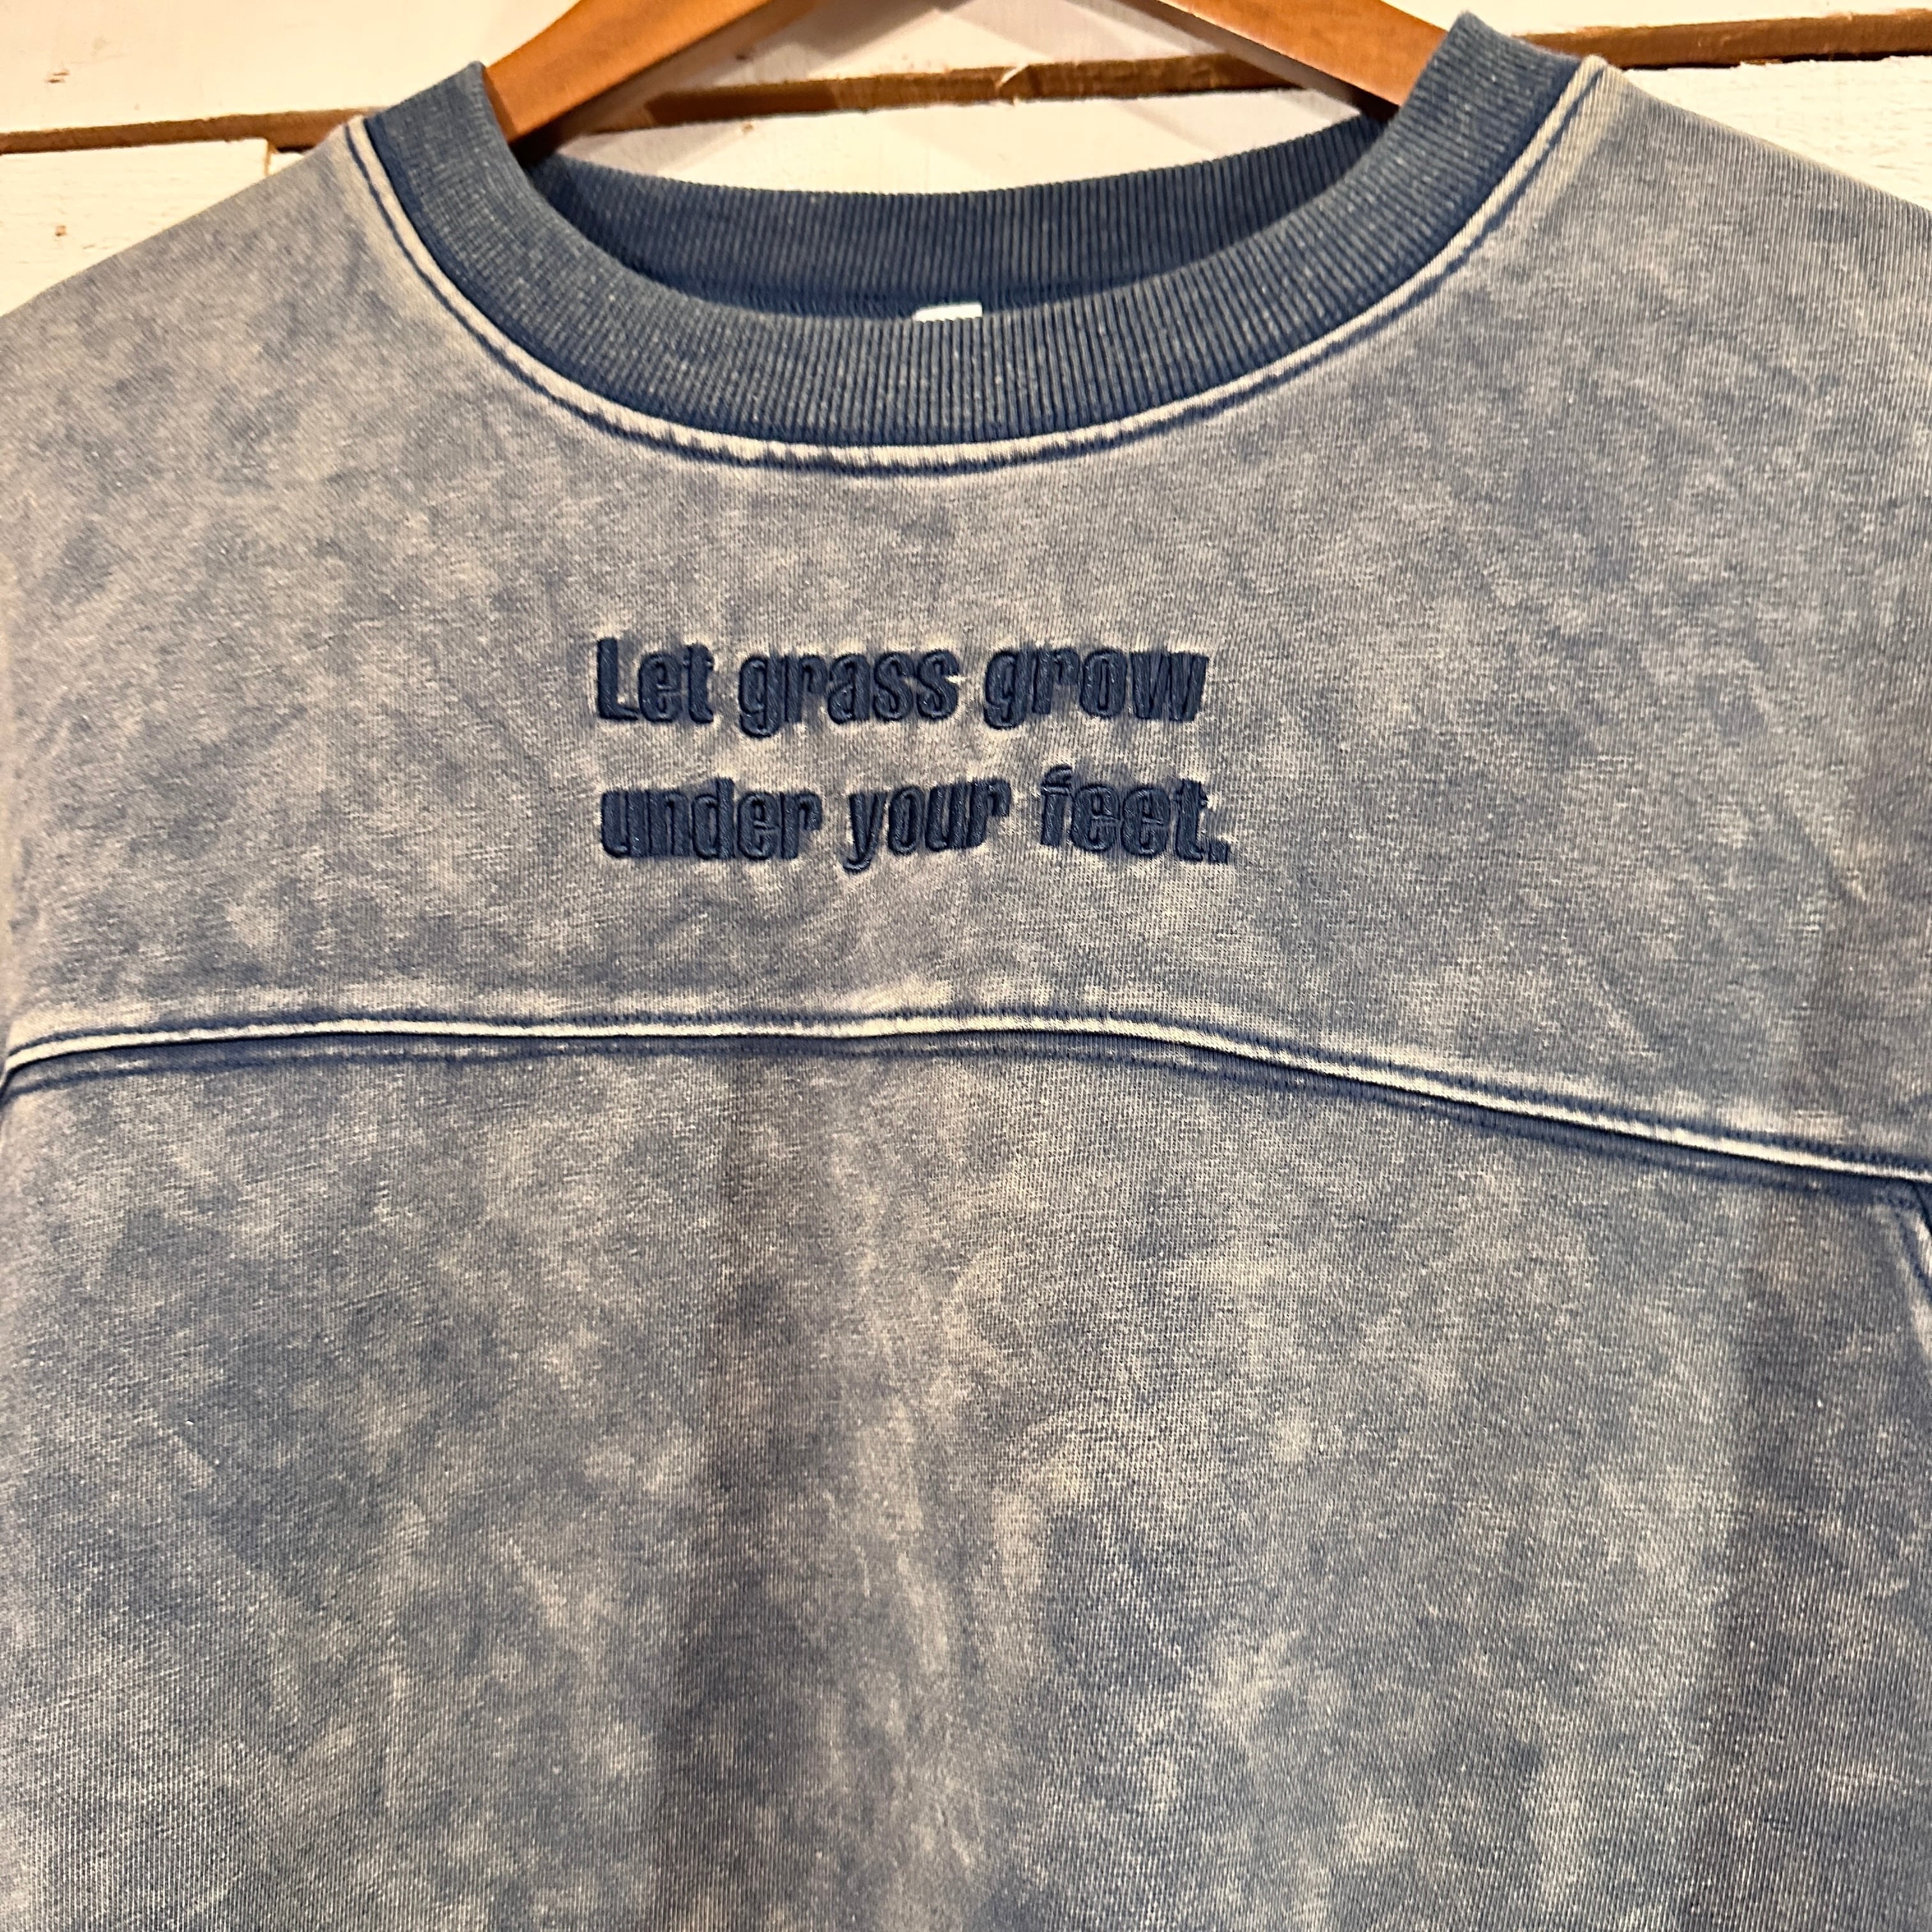 Let grass grow
under your feet.